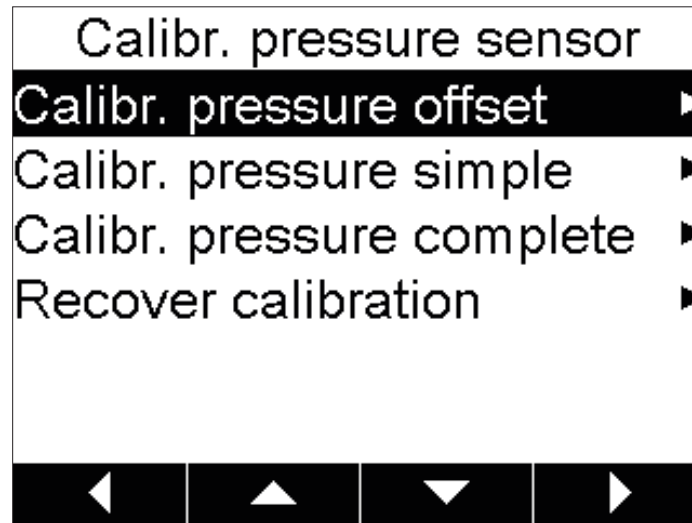 Calibr. pressure sensor
Calibr. pressure offset
Calibr. pressure simple
Calibr. pressure complete
Recover calibration